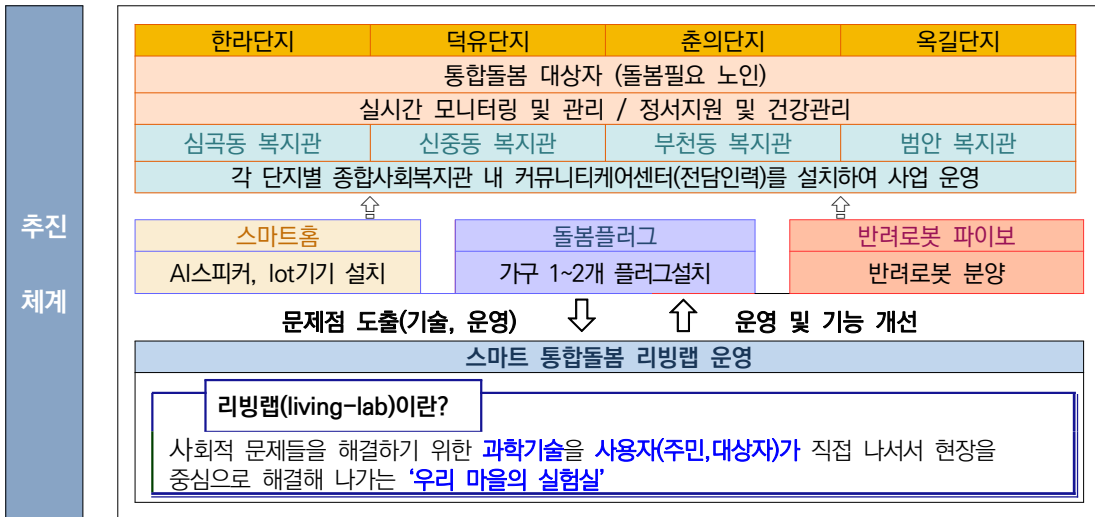 추진
체계
한라단지 덕유단지 춘의단지 옥길단지
통합돌봄 대상자 (돌봄필요 노인)
실시간 모니터링 및 관리 / 정서지원 및 건강관리
심곡동 복지관 신중동 복지관 부천동 복지관 범안 복지관
각 단지별 종합사회복지관 내 커뮤니티케어센터(전담인력)를 설치하여 사업 운영
스마트홈 돌봄플러그 반려로봇 파이보
AI스피커, Iot기기 설치 가구 1~2개 플러그설치 반려로봇 분양
문제점 도출(기술, 운영) 운영 및 기능 개선
스마트 통합돌봄 리빙랩 운영
리빙랩(living-lab)이란?
사회적 문제들을 해결하기 위한 과학기술을 사용자(주민,대상자)가 직접 나서서 현장을
중심으로 해결해 나가는 ‘우리 마을의 실험실’